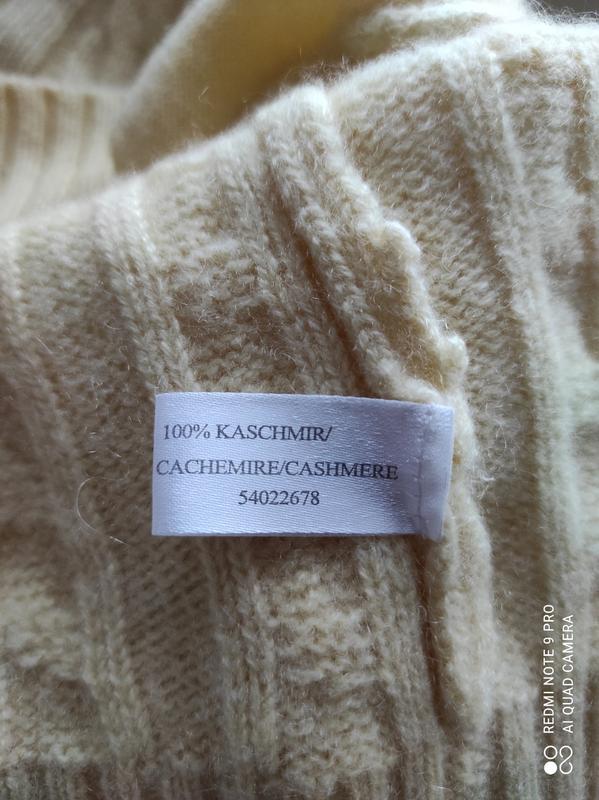 100% KASCHMIR/
CACHEMIRE/CASHMERE
54022678
REDMI NOTE 9 PRO
AI QUAD CAMERA